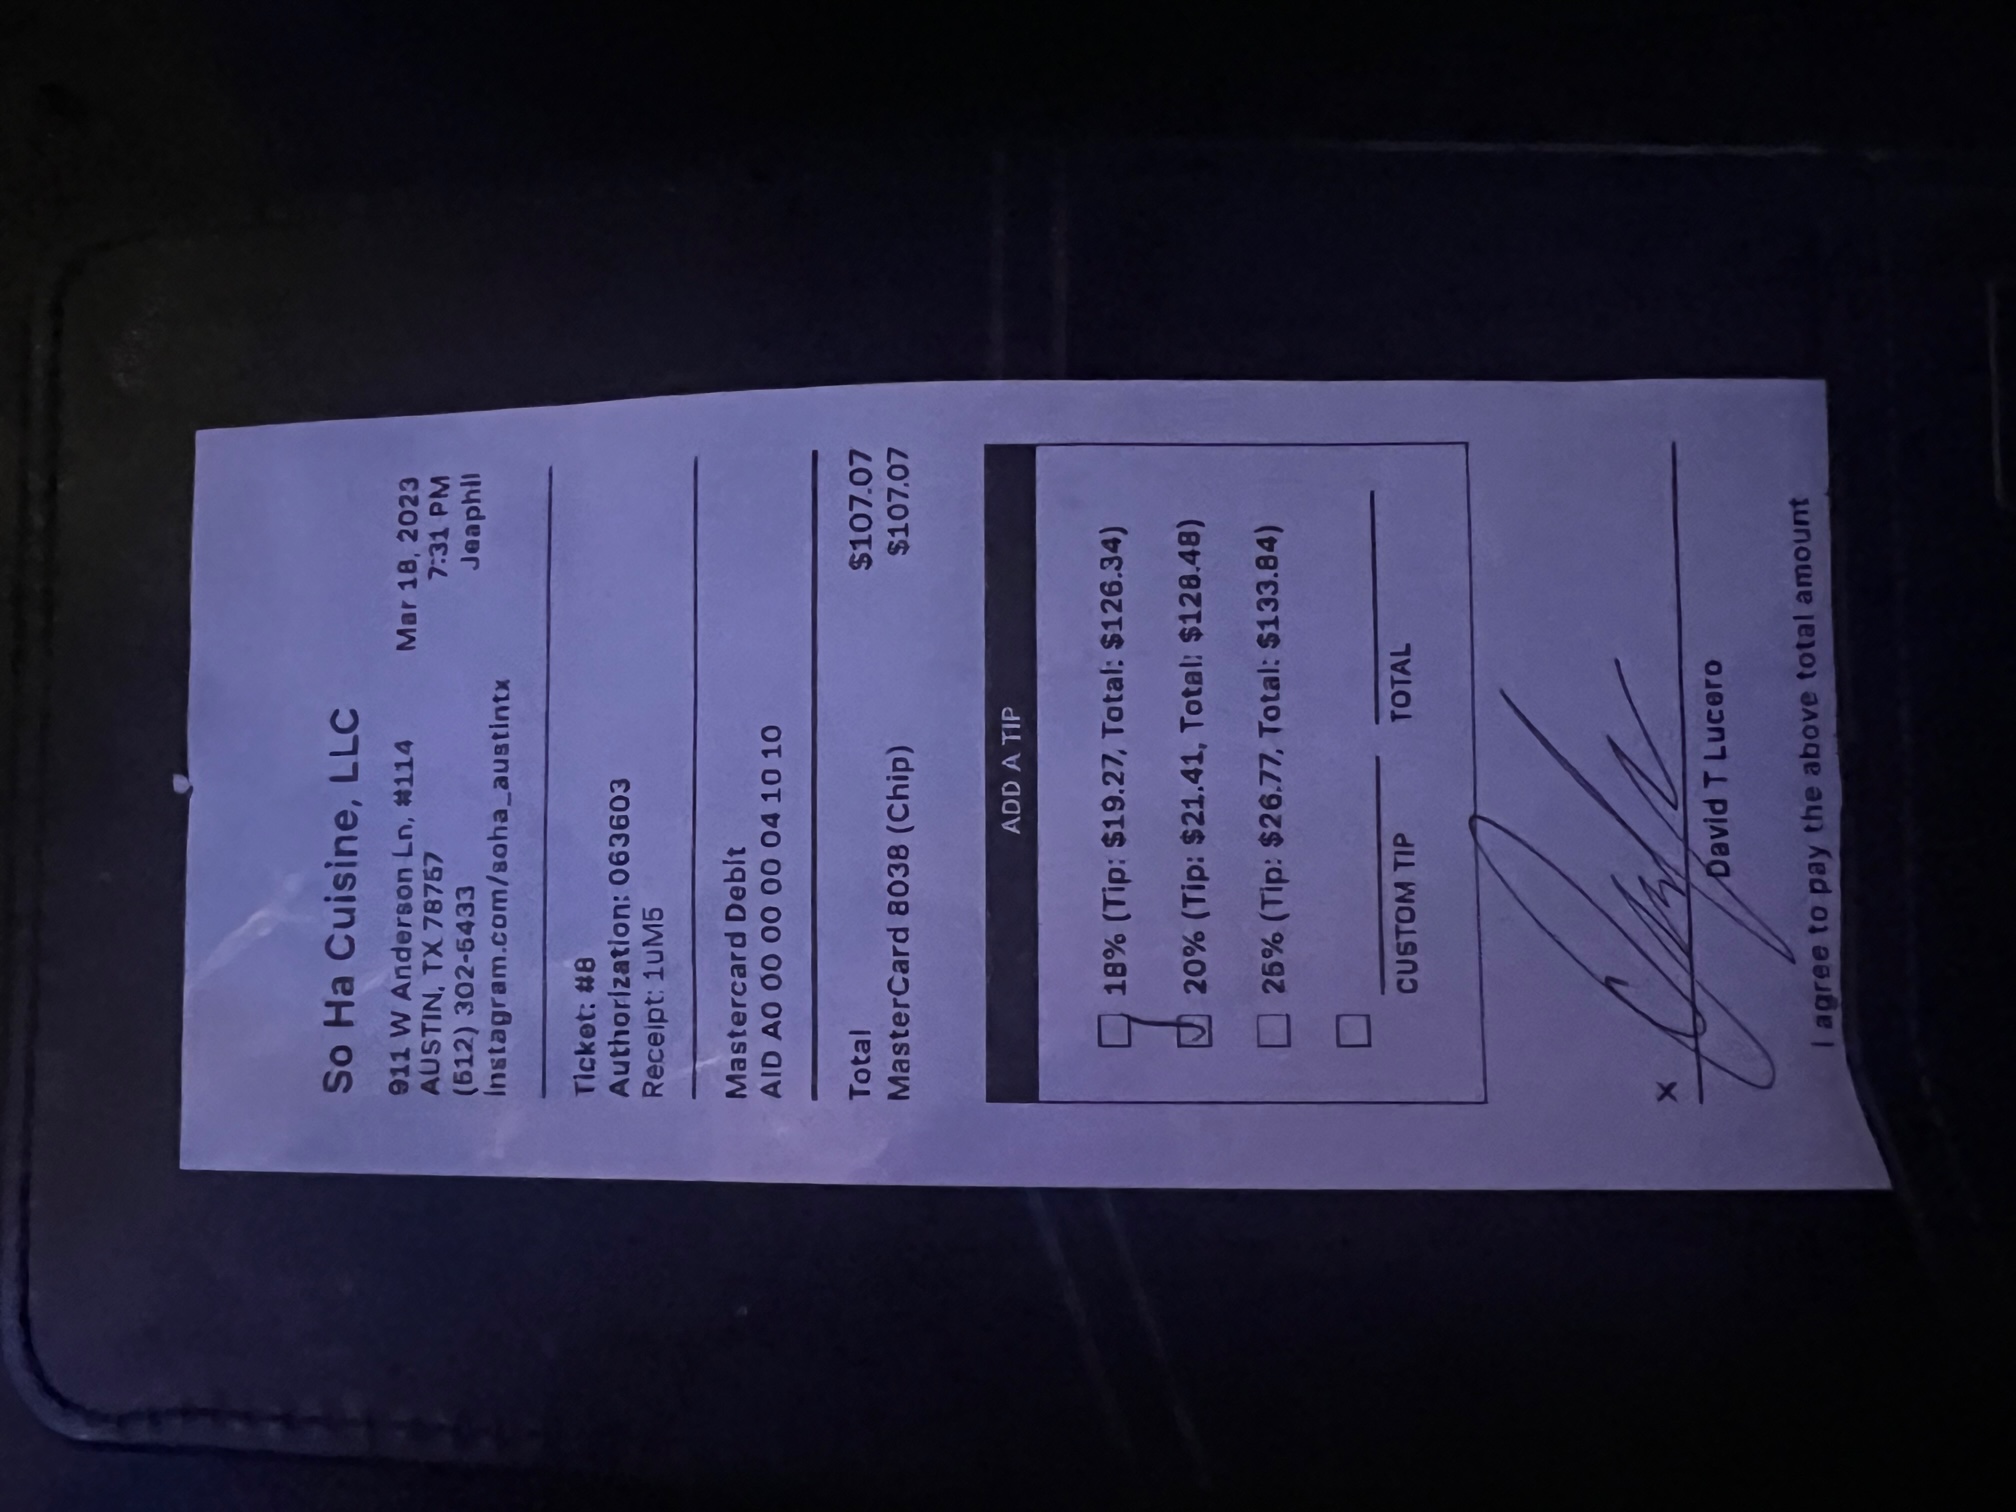 So Ha Cuisine, LLC
911 W Anderson Ln, #114
Mar 18, 2023
AUSTIN, TX 78757
7:31 PM
(512) 302-5433
Jeaphil
instagram.com/soha_austintx
Ticket: #8
Authorization: 063603
Receipt: 1uM5
Mastercard Debit
AID A0 00 00 00 04 10 10
Total $107.07
MasterCard 8038 (Chip) $107.07
ADD A TIP
18% (Tip: $19.27, Total: $126.34)
20% (Tip: $21.41, Total: $128.48)
25% (Tip: $26.77, Total: $133.84)
CUSTOM TIP TOTAL
x
David T Lucero
I agree to pay the above total amount